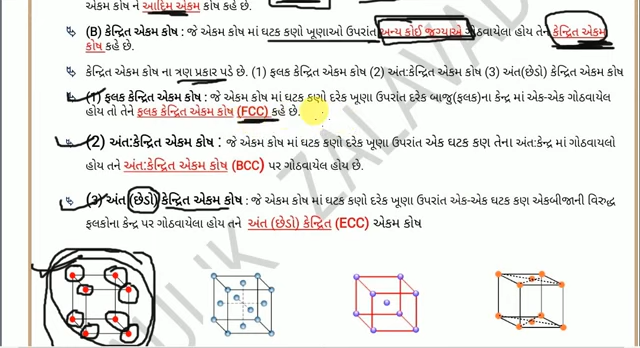 એકમ કોષ ને આદિમ એકમ કોષ કહે છે.
(B) કેન્દ્રિત એકમ કોષ : જે એકમ કોષ માં ઘટક કણો ખૂણાઓ ઉપરાંત અન્ય કોઈ જગ્યાએ ગોઠવાયેલા હોય તેને કેન્દ્રિત એકમ
કોષ કહે છે.
કેન્દ્રિત એકમ કોષ ના ત્રણ પ્રકાર પડે છે. (1) ફલક કેન્દ્રિત એકમ કોષ (2) અંત:કેન્દ્રિત એકમ કોષ (3) અંત(છેડો) કેન્દ્રિત એકમ કોષ
(1) ફલક કેન્દ્રિત એકમ કોષ : જે એકમ કોષ માં ઘટક કણો દરેક ખૂણા ઉપરાંત દરેક બાજુ(ફલક)ના કેન્દ્ર માં એક-એક ગોઠવાયેલ
હોય તો તેને ફલક કેન્દ્રિત એકમ કોષ (FCC) કહે છે.
(2) અંત:કેન્દ્રિત એકમ કોષ : જે એકમ કોષ માં ઘટક કણો દરેક ખૂણા ઉપરાંત એક ઘટક કણ તેના અંત:કેન્દ્ર માં ગોઠવાયલો
હોય તને અંત:કેન્દ્રિત એકમ કોષ (BCC) પર ગોઠવાયેલ હોય છે.
(3) અંત (છેડો) કેન્દ્રિત એકમ કોષ : જે એકમ કોષ માં ઘટક કણો દરેક ખૂણા ઉપરાંત એક-એક ઘટક કણ એકબીજાની વિરુદ્ધ
ફલકોના કેન્દ્ર પર ગોઠવાયેલા હોય તને અંત (છેડો) કેન્દ્રિત (ECC) એકમ કોષ
ZALAVAD